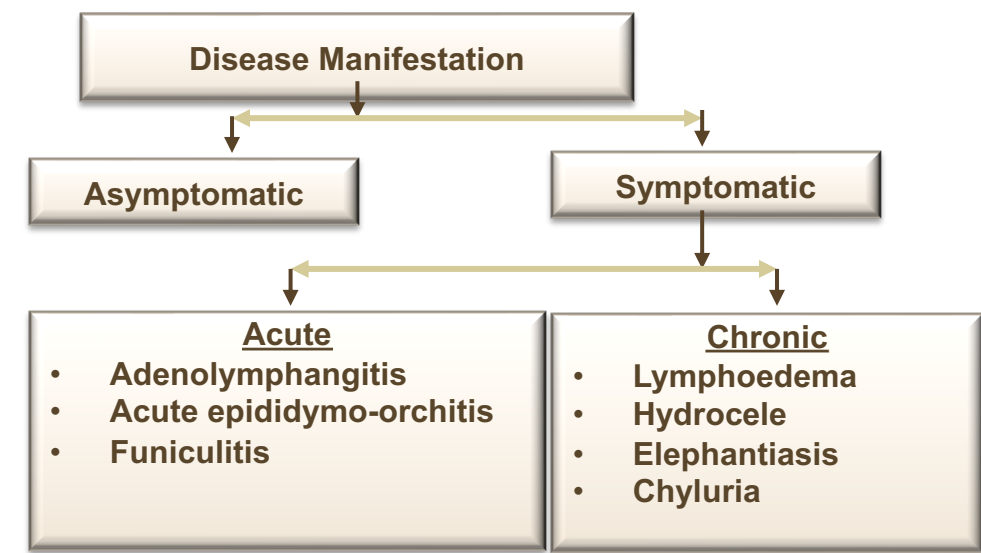 Disease Manifestation
Asymptomatic
Symptomatic
Acute
• Adenolymphangitis
• Acute epididymo-orchitis
• Funiculitis
Chronic
• Lymphoedema
• Hydrocele
• Elephantiasis
• Chyluria